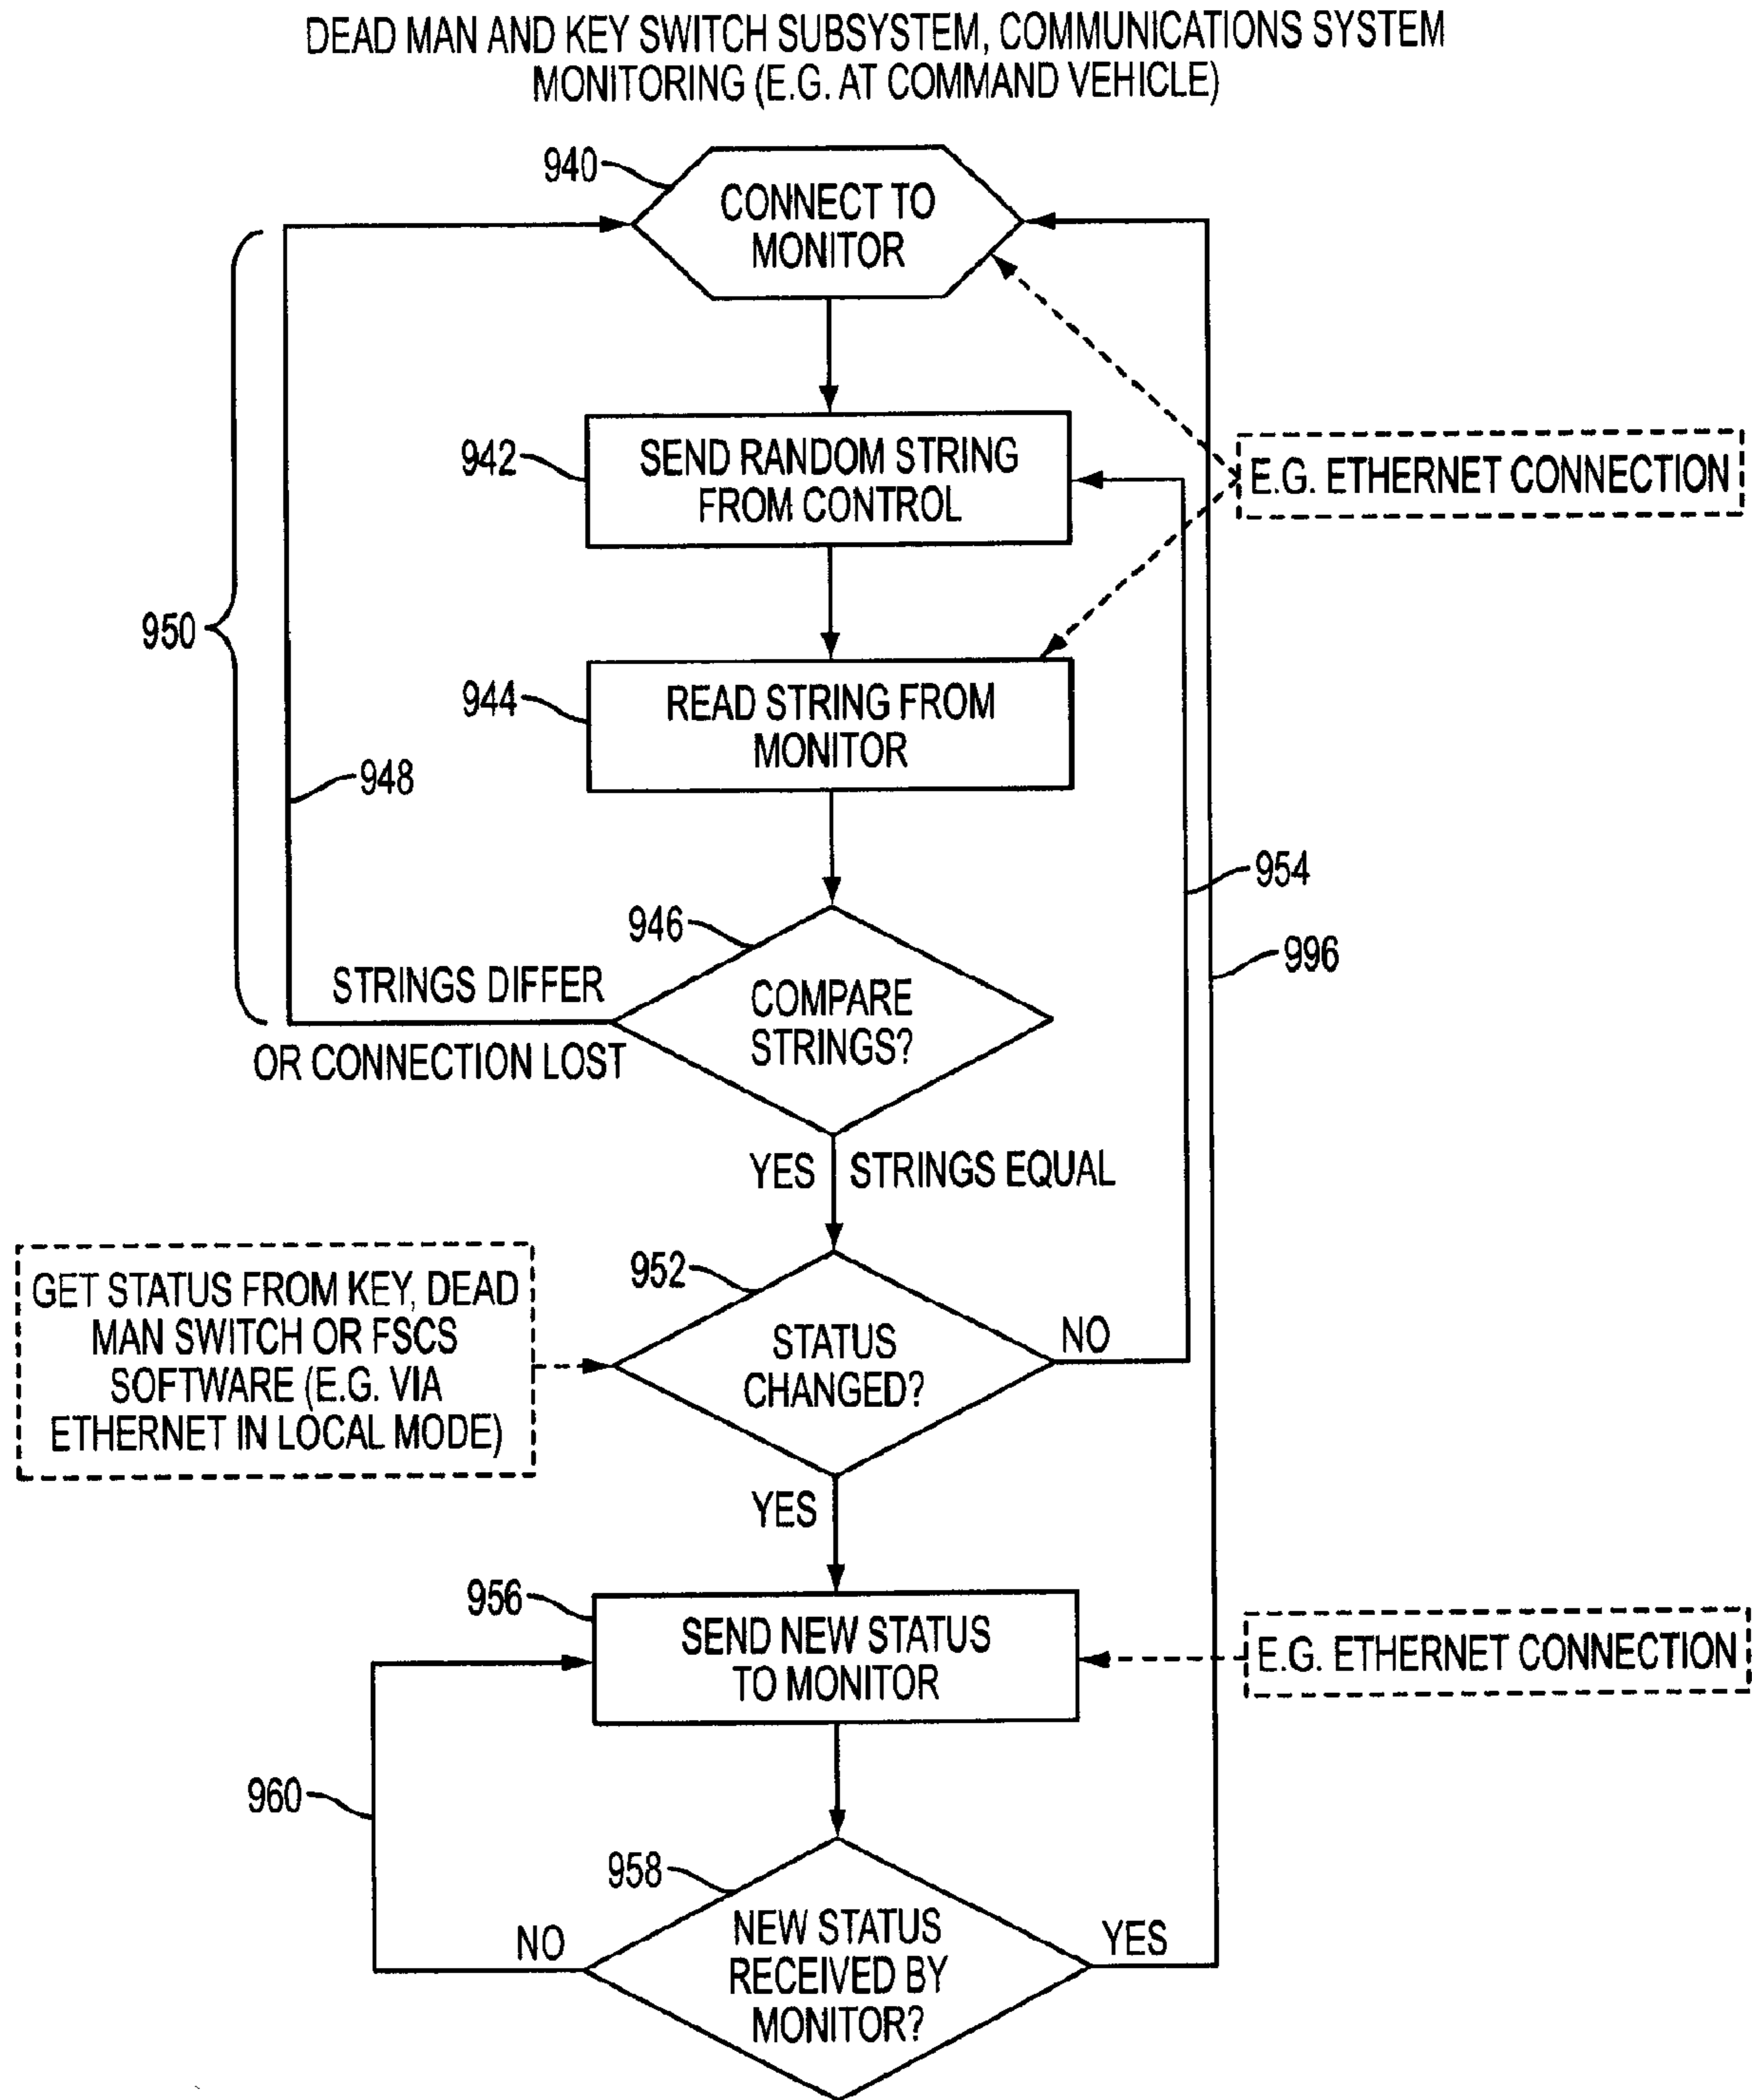 DEAD MAN AND KEY SWITCH SUBSYSTEM, COMMUNICATIONS SYSTEM
MONITORING (E.G. AT COMMAND VEHICLE)
940
CONNECT TO
MONITOR
942
SEND RANDOM STRING
FROM CONTROL
E.G. ETHERNET CONNECTION
950
944
READ STRING FROM
MONITOR
948
954
946
996
STRINGS DIFFER
OR CONNECTION LOST
COMPARE
STRINGS?
YES
STRINGS EQUAL
GET STATUS FROM KEY, DEAD
MAN SWITCH OR FSCS
SOFTWARE (E.G. VIA
ETHERNET IN LOCAL MODE)
952
STATUS
CHANGED?
NO
YES
956
SEND NEW STATUS
TO MONITOR
E.G. ETHERNET CONNECTION
960
958
NEW STATUS
RECEIVED BY
MONITOR?
NO
YES